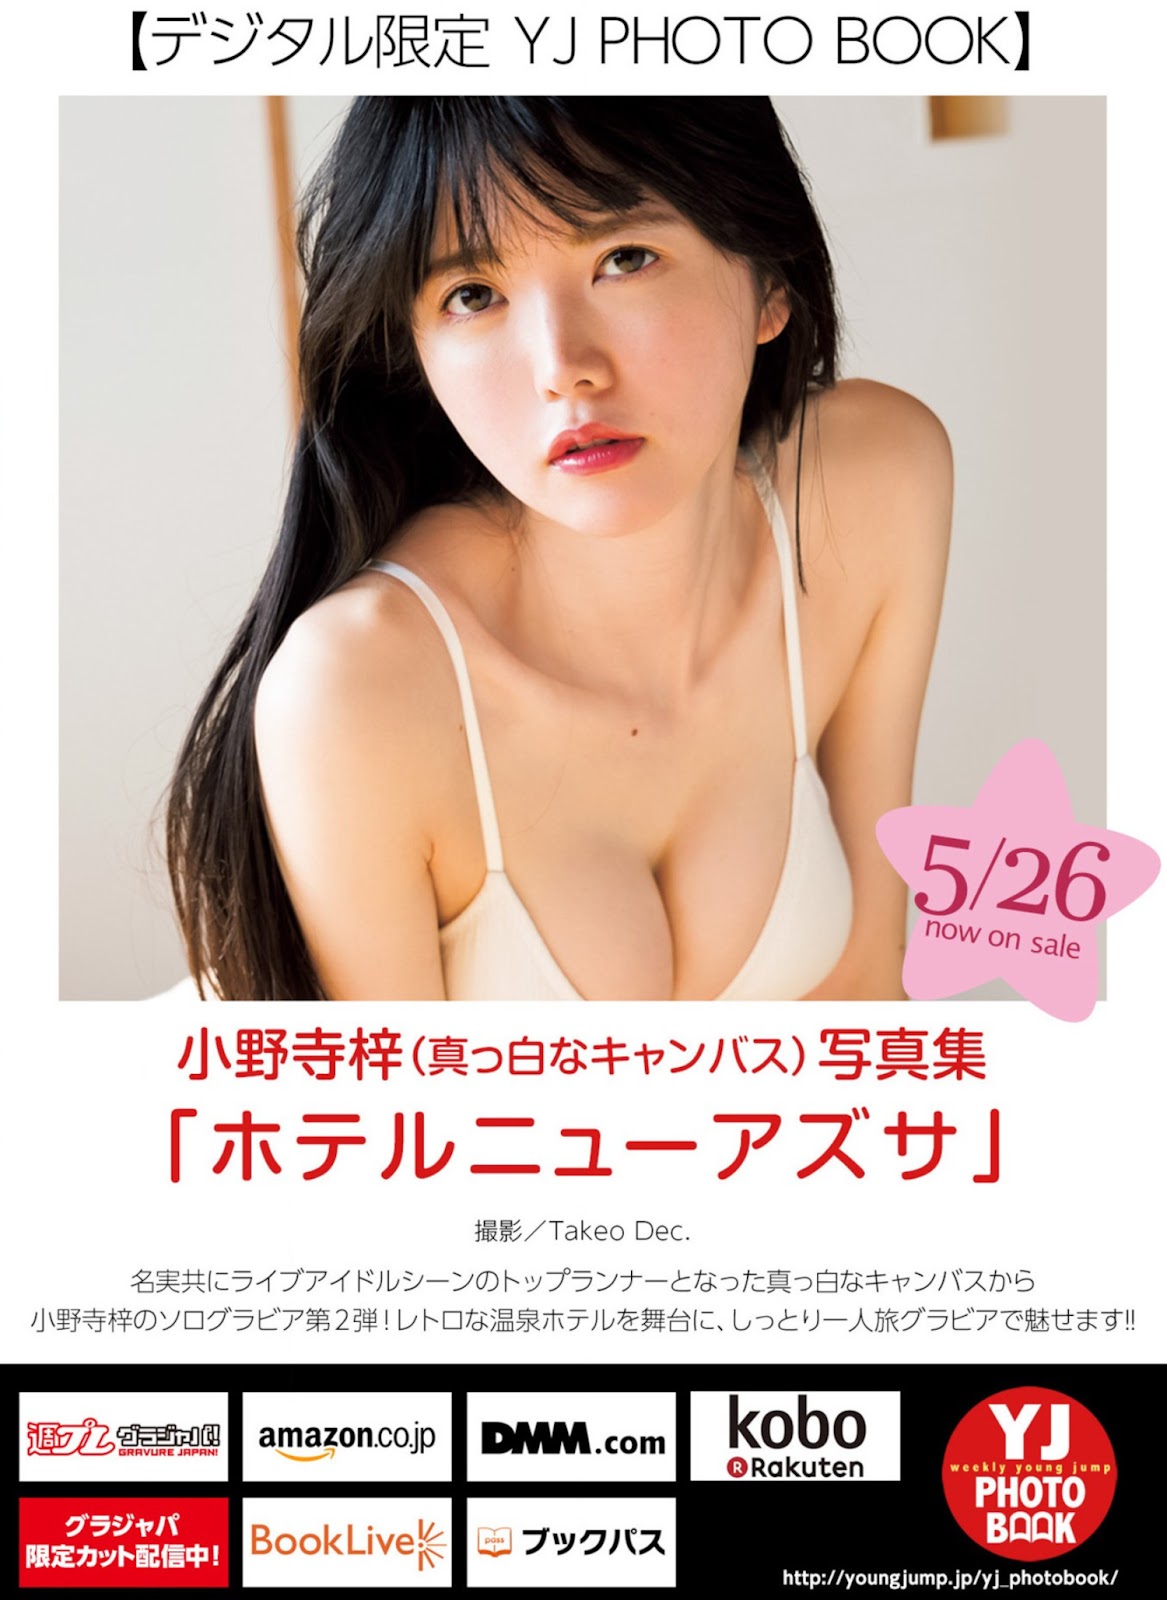 【デジタル限定 YJ PHOTO BOOK】
5/26
now on sale
小野寺梓(真っ白なキャンバス)写真集
「ホテルニューアズサ」
撮影／Takeo Dec.
名実共にライブアイドルシーンのトップランナーとなった真っ白なキャンバスから
小野寺梓のソログラビア第2弾!レトロな温泉ホテルを舞台に、しっとり一人旅グラビアで魅せます!!
週プレ グラジャパ!
GRAVURE JAPAN!
amazon.co.jp
DMM.com
kobo
R Rakuten
グラジャパ
限定カット配信中!
BookLive!
pass ブックパス
YJ
weekly young jump
PHOTO
BOOK
http://youngjump.jp/yj_photobook/